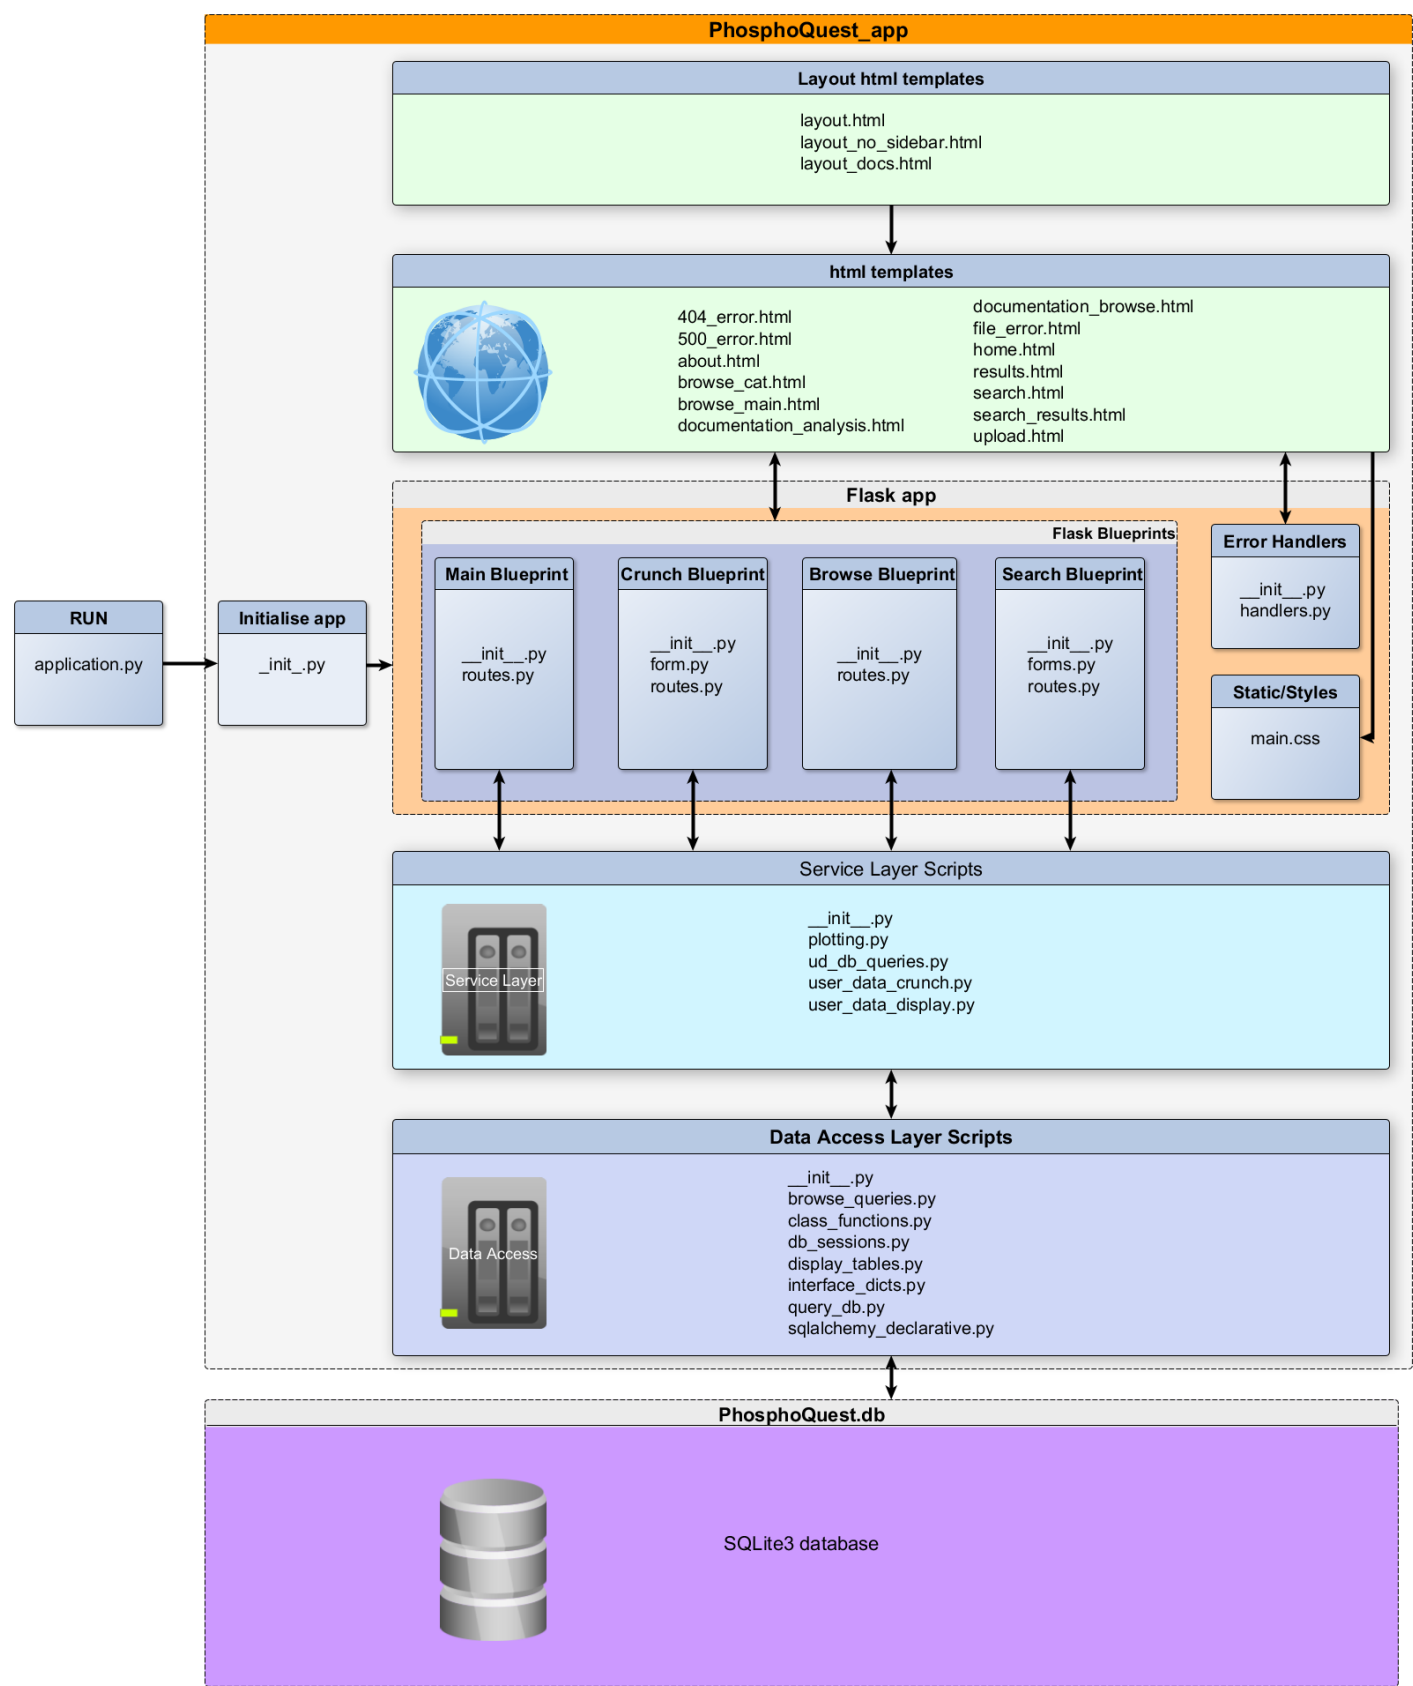 PhosphoQuest_app
Layout html templates
layout.html
layout_no_sidebar.html
layout_docs.html
html templates
404_error.html
500_error.html
about.html
browse_cat.html
browse_main.html
documentation_analysis.html
documentation_browse.html
file_error.html
home.html
results.html
search.html
search_results.html
upload.html
Flask app
Flask Blueprints
Main Blueprint
__init__.py
routes.py
Crunch Blueprint
__init__.py
form.py
routes.py
Browse Blueprint
__init__.py
routes.py
Search Blueprint
__init__.py
forms.py
routes.py
Error Handlers
__init__.py
handlers.py
Static/Styles
main.css
RUN
application.py
Initialise app
_init_.py
Service Layer Scripts
Service Layer
__init__.py
plotting.py
ud_db_queries.py
user_data_crunch.py
user_data_display.py
Data Access Layer Scripts
Data Access
__init__.py
browse_queries.py
class_functions.py
db_sessions.py
display_tables.py
interface_dicts.py
query_db.py
sqlalchemy_declarative.py
PhosphoQuest.db
SQLite3 database